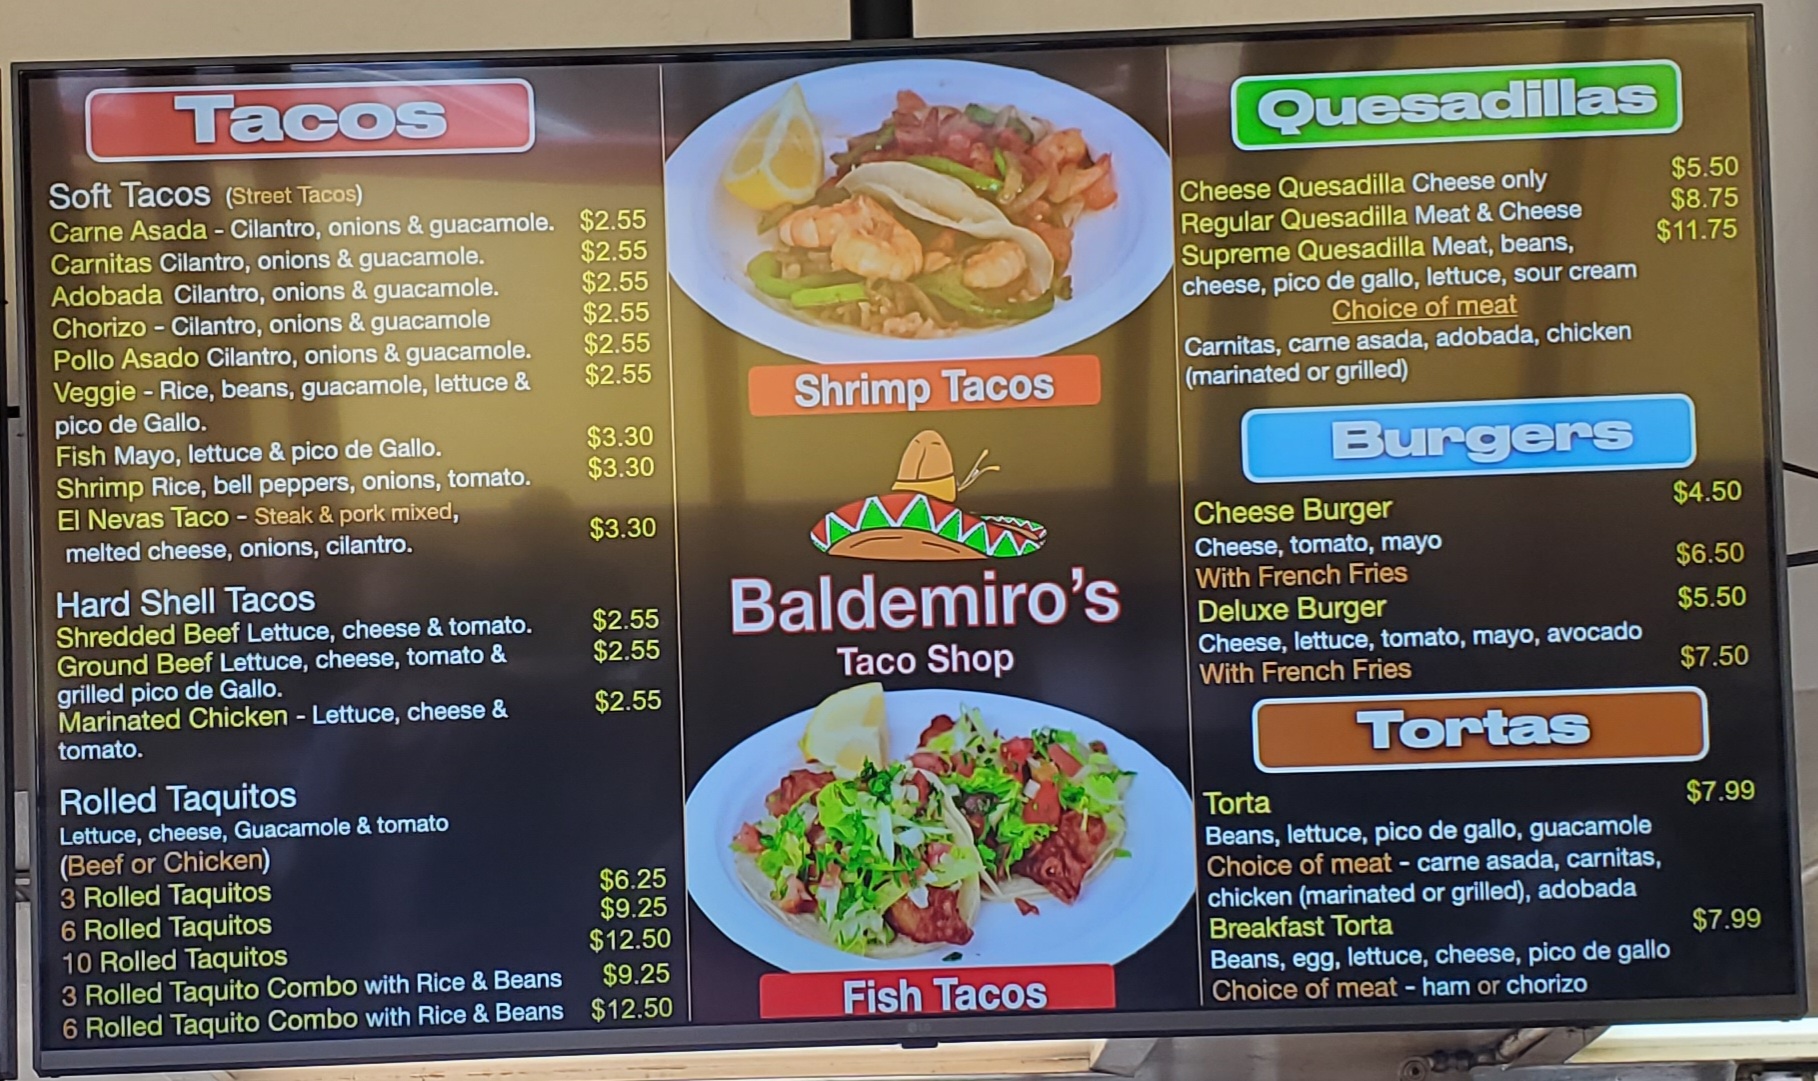 Tacos
Soft Tacos (Street Tacos)
Carne Asada - Cilantro, onions & guacamole. $2.55
Carnitas Cilantro, onions & guacamole. $2.55
Adobada Cilantro, onions & guacamole. $2.55
Chorizo - Cilantro, onions & guacamole $2.55
Pollo Asado Cilantro, onions & guacamole. $2.55
Veggie - Rice, beans, guacamole, lettuce & $2.55
pico de Gallo.
Fish Mayo, lettuce & pico de Gallo. $3.30
Shrimp Rice, bell peppers, onions, tomato. $3.30
El Nevas Taco - Steak & pork mixed,
melted cheese, onions, cilantro. $3.30
Hard Shell Tacos
Shredded Beef Lettuce, cheese & tomato. $2.55
Ground Beef Lettuce, cheese, tomato & $2.55
grilled pico de Gallo.
Marinated Chicken - Lettuce, cheese & $2.55
tomato.
Rolled Taquitos
Lettuce, cheese, Guacamole & tomato
(Beef or Chicken)
3 Rolled Taquitos $6.25
6 Rolled Taquitos $9.25
10 Rolled Taquitos $12.50
3 Rolled Taquito Combo with Rice & Beans $9.25
6 Rolled Taquito Combo with Rice & Beans $12.50
Shrimp Tacos
Baldemiro's
Taco Shop
Fish Tacos
LG
Quesadillas
Cheese Quesadilla Cheese only $5.50
Regular Quesadilla Meat & Cheese $8.75
Supreme Quesadilla Meat, beans, $11.75
cheese, pico de gallo, lettuce, sour cream
Choice of meat
Carnitas, carne asada, adobada, chicken
(marinated or grilled)
Burgers
Cheese Burger $4.50
Cheese, tomato, mayo
With French Fries $6.50
Deluxe Burger $5.50
Cheese, lettuce, tomato, mayo, avocado
With French Fries $7.50
Tortas
Torta $7.99
Beans, lettuce, pico de gallo, guacamole
Choice of meat - carne asada, carnitas,
chicken (marinated or grilled), adobada
Breakfast Torta $7.99
Beans, egg, lettuce, cheese, pico de gallo
Choice of meat - ham or chorizo